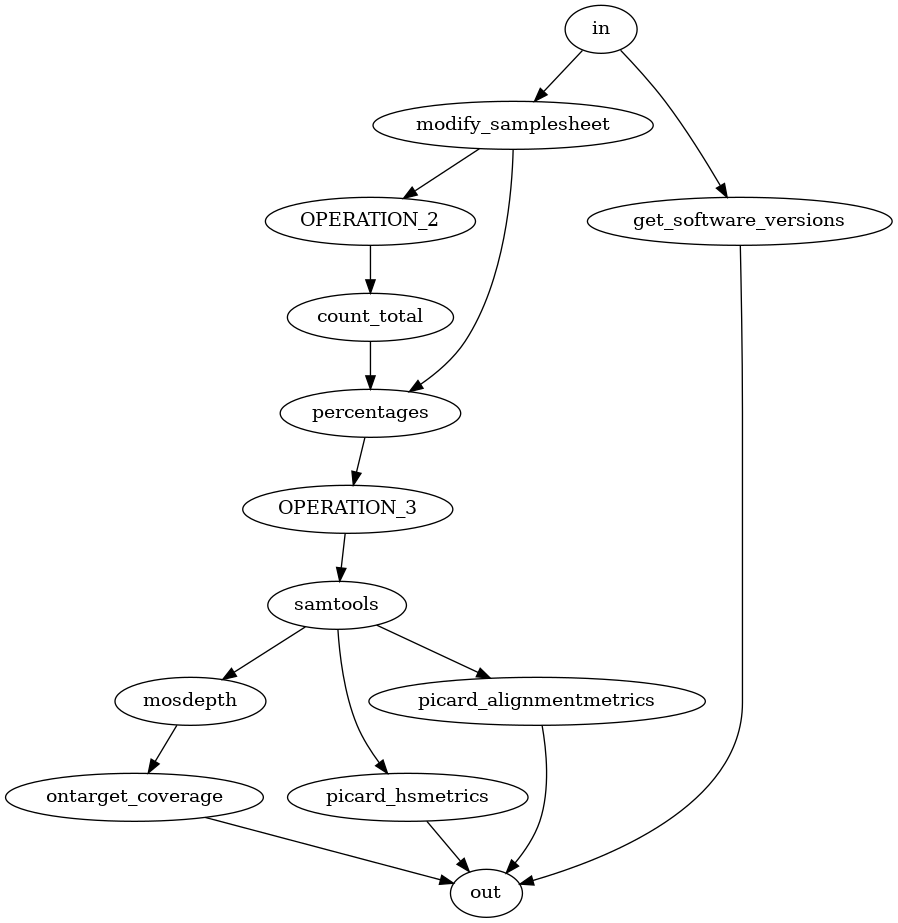 in
modify_samplesheet
OPERATION_2
get_software_versions
count_total
percentages
OPERATION_3
samtools
mosdepth
picard_alignmentmetrics
ontarget_coverage
picard_hsmetrics
out